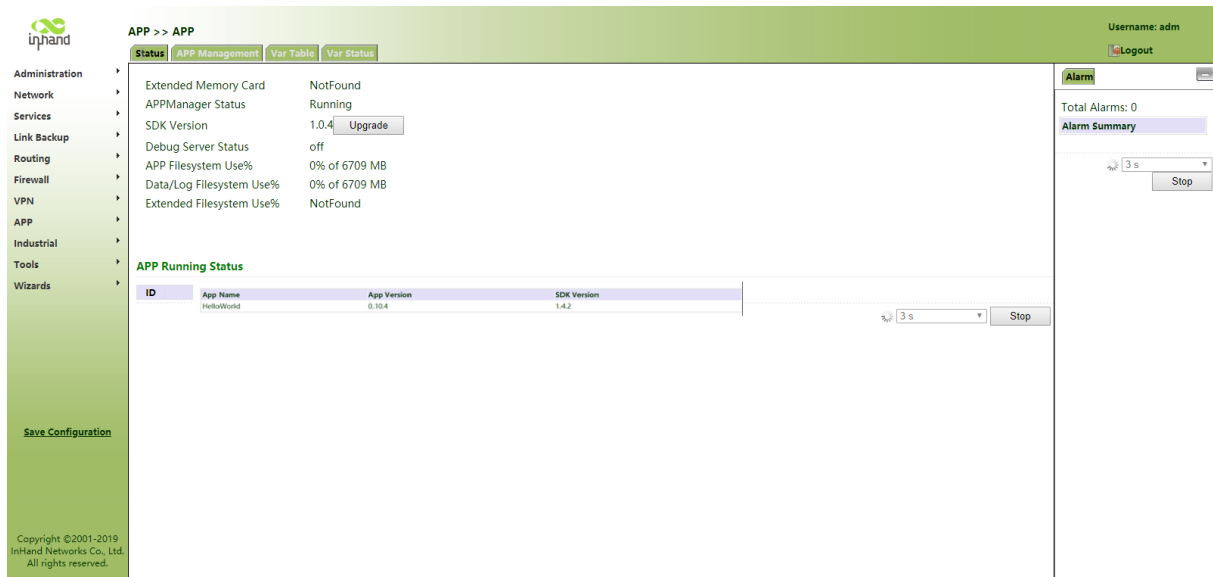 inhand
APP >> APP
Username: adm
Logout
Status APP Management Var Table Var Status
Administration
Network
Services
Link Backup
Routing
Firewall
VPN
APP
Industrial
Tools
Wizards
Save Configuration
Copyright ©2001-2019
InHand Networks Co., Ltd.
All rights reserved.
Extended Memory Card NotFound
APPManager Status Running
SDK Version 1.0.4 Upgrade
Debug Server Status off
APP Filesystem Use% 0% of 6709 MB
Data/Log Filesystem Use% 0% of 6709 MB
Extended Filesystem Use% NotFound
APP Running Status
ID App Name App Version SDK Version
HelloWorld 0.10.4 1.4.2
3 s Stop
Alarm
Total Alarms: 0
Alarm Summary
3 s
Stop